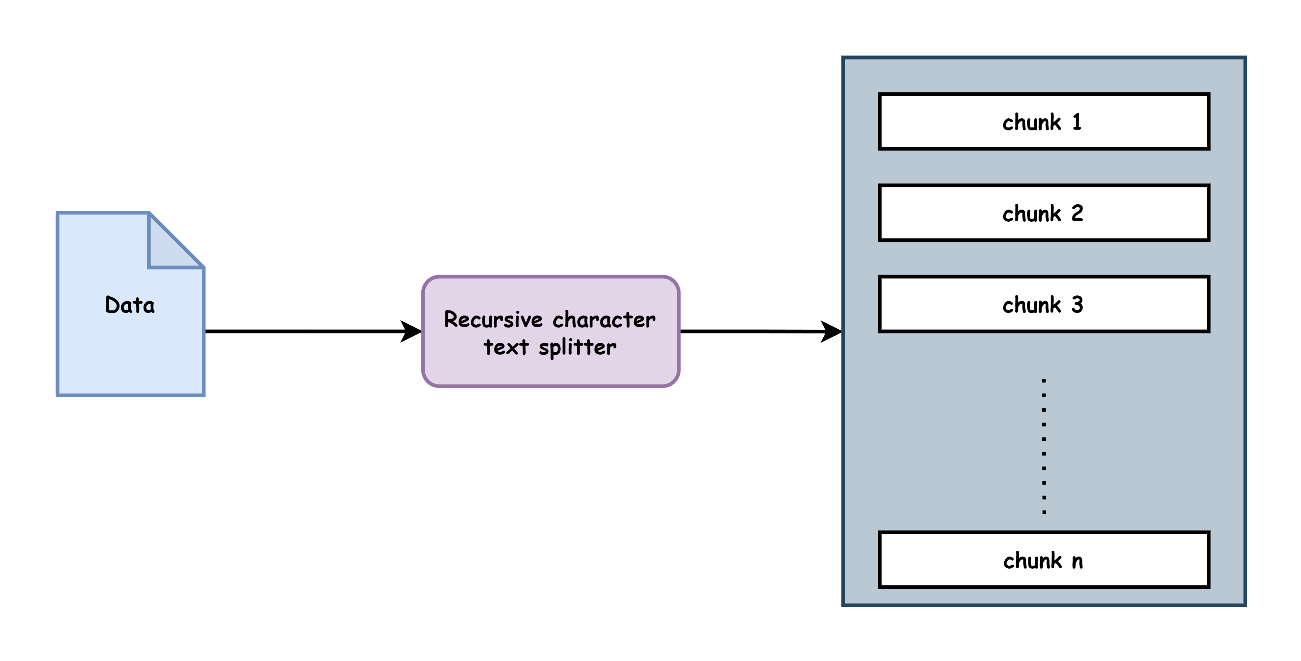 Data
Recursive character
text splitter
chunk 1
chunk 2
chunk 3
chunk n